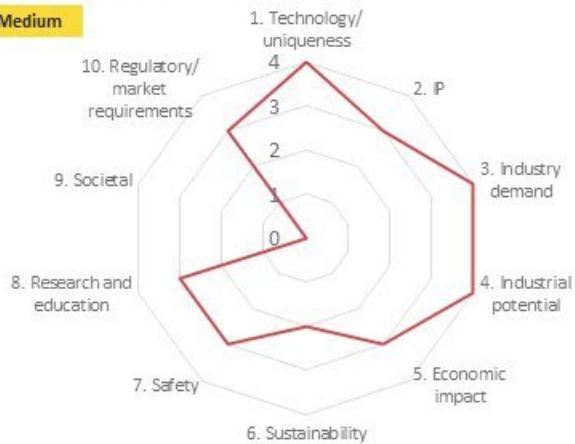 Medium
1. Technology/
uniqueness
10. Regulatory/
market
requirements
2. IP
9. Societal
3. Industry
demand
8. Research and
education
4. Industrial
potential
7. Safety
5. Economic
impact
6. Sustainability
4
3
2
1
0